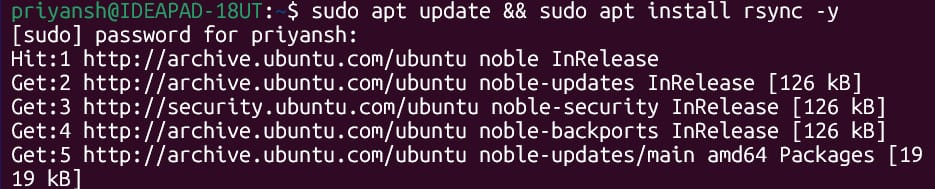 priyansh@IDEAPAD-18UT:~$ sudo apt update && sudo apt install rsync -y
[sudo] password for priyansh:
Hit:1 http://archive.ubuntu.com/ubuntu noble InRelease
Get:2 http://archive.ubuntu.com/ubuntu noble-updates InRelease [126 kB]
Get:3 http://security.ubuntu.com/ubuntu noble-security InRelease [126 kB]
Get:4 http://archive.ubuntu.com/ubuntu noble-backports InRelease [126 kB]
Get:5 http://archive.ubuntu.com/ubuntu noble-updates/main amd64 Packages [19
19 kB]